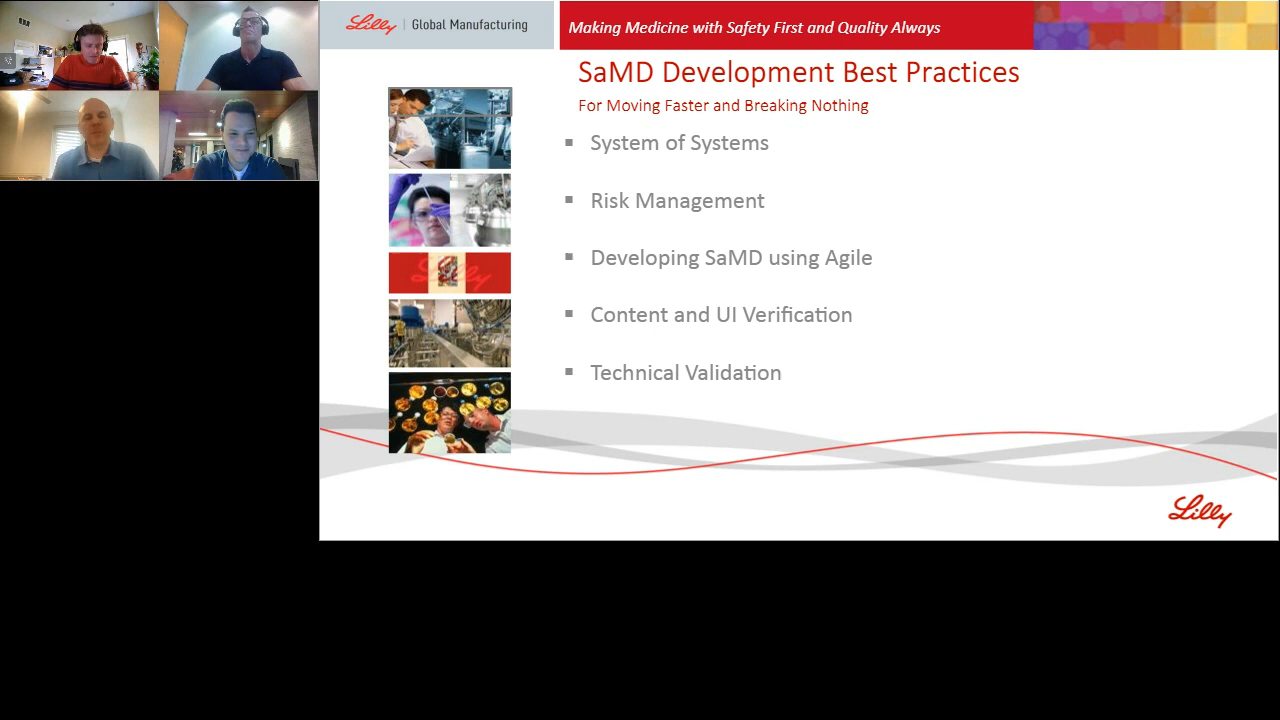 Lilly | Global Manufacturing
Making Medicine with Safety First and Quality Always
SaMD Development Best Practices
For Moving Faster and Breaking Nothing
▪ System of Systems
▪ Risk Management
▪ Developing SaMD using Agile
▪ Content and UI Verification
▪ Technical Validation
Lilly
Lilly